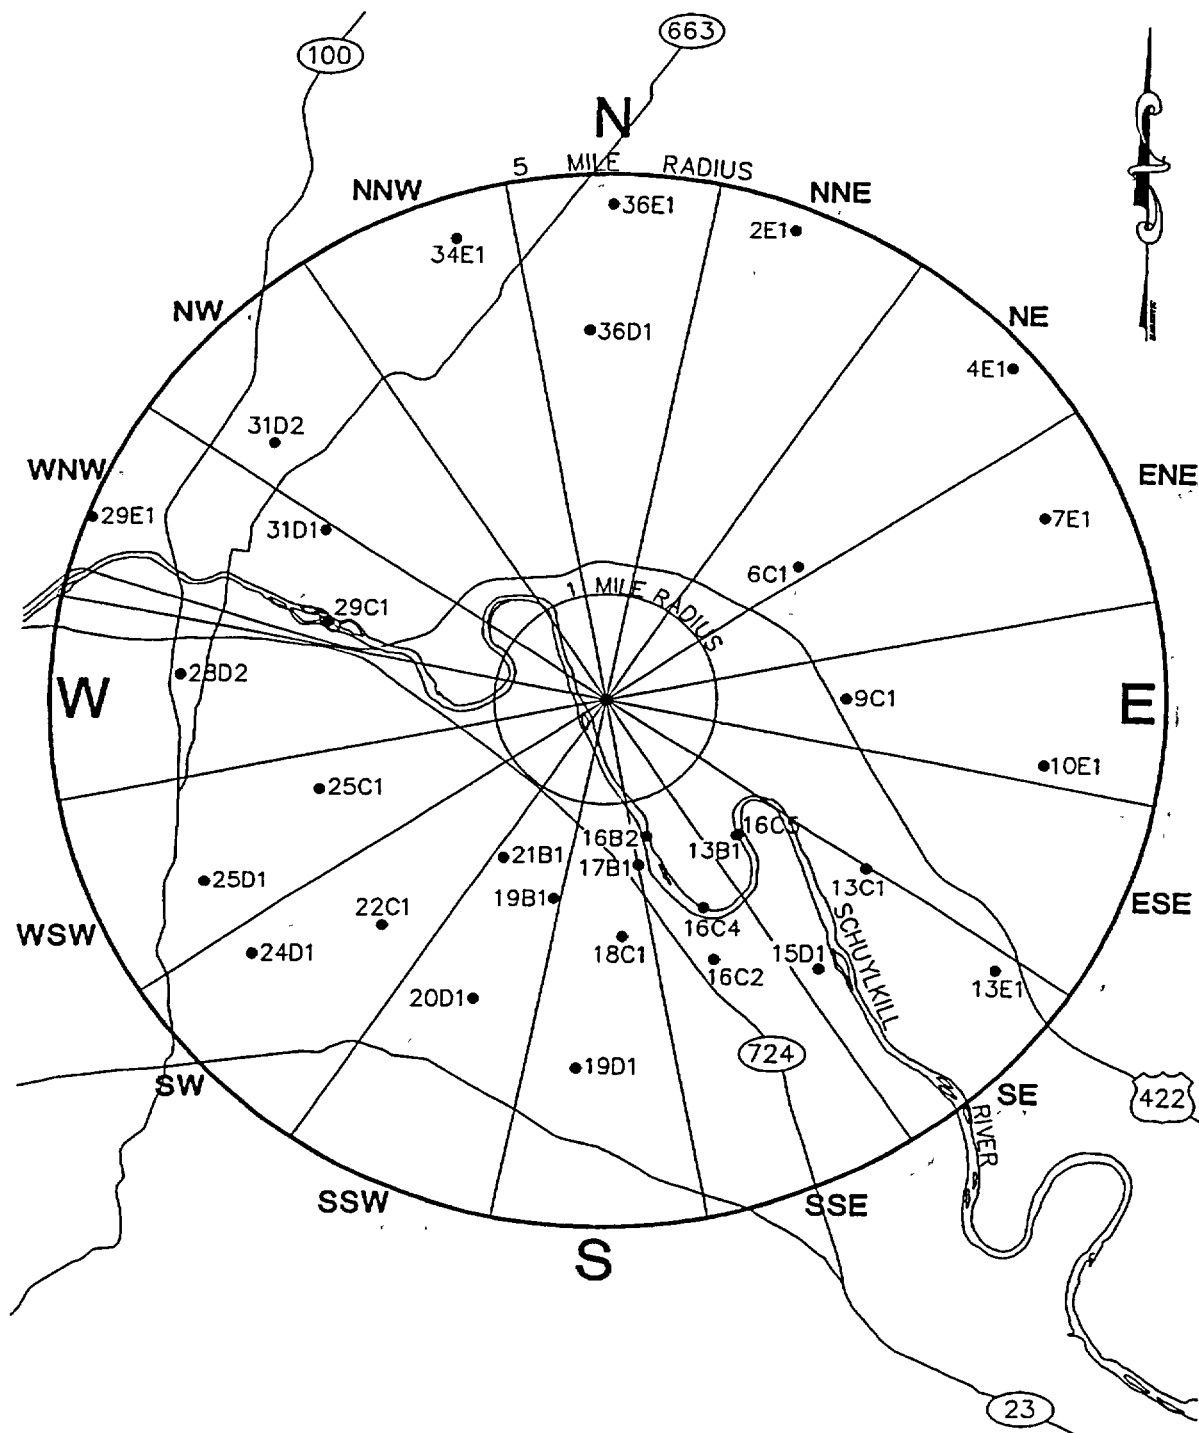 100
663
N
5 MILE RADIUS
NNW
NNE
36E1
2E1
34E1
NW
NE
36D1
4E1
31D2
WNW
ENE
29E1
31D1
7E1
6C1
1 MILE RADIUS
29C1
28D2
W
9C1
E
10E1
25C1
16B2
13B1
16C5
21B1
17B1
25D1
13C1
19B1
22C1
WSW
ESE
16C4
24D1
18C1
16C2
15D1
SCHUYLKILL
13E1
20D1
724
19D1
SW
SE
422
RIVER
SSW
SSE
S
23